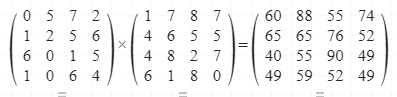 ( 0 5 7 2 ) ( 1 7 8 7 ) ( 60 88 55 74 )
( 1 2 5 6 ) × ( 4 6 5 5 ) = ( 65 65 76 52 )
( 6 0 1 5 ) ( 4 8 2 7 ) ( 40 55 90 49 )
( 1 0 6 4 ) ( 6 1 8 0 ) ( 49 59 52 49 )
= = =